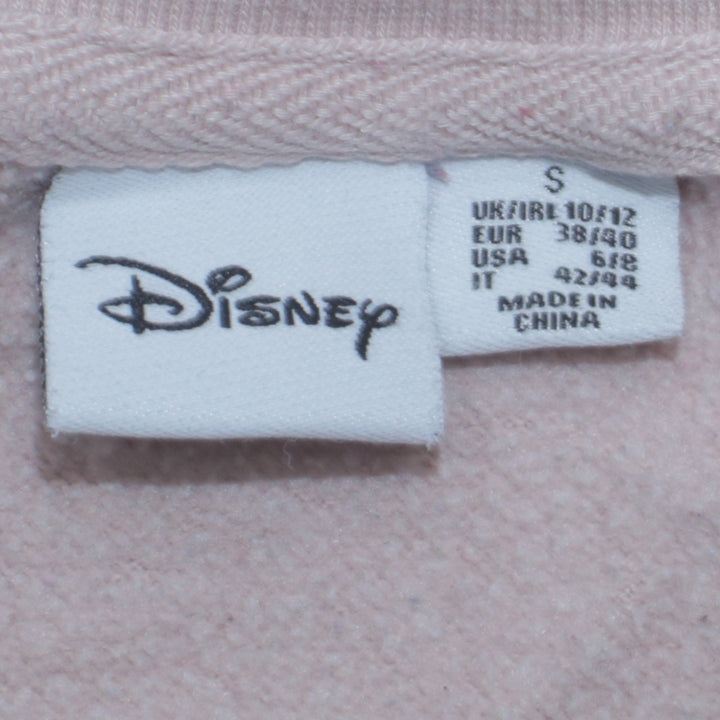 Disney
S
UK/IRL 10/12
EUR 38/40
USA 6/8
IT 42/44
MADE IN
CHINA